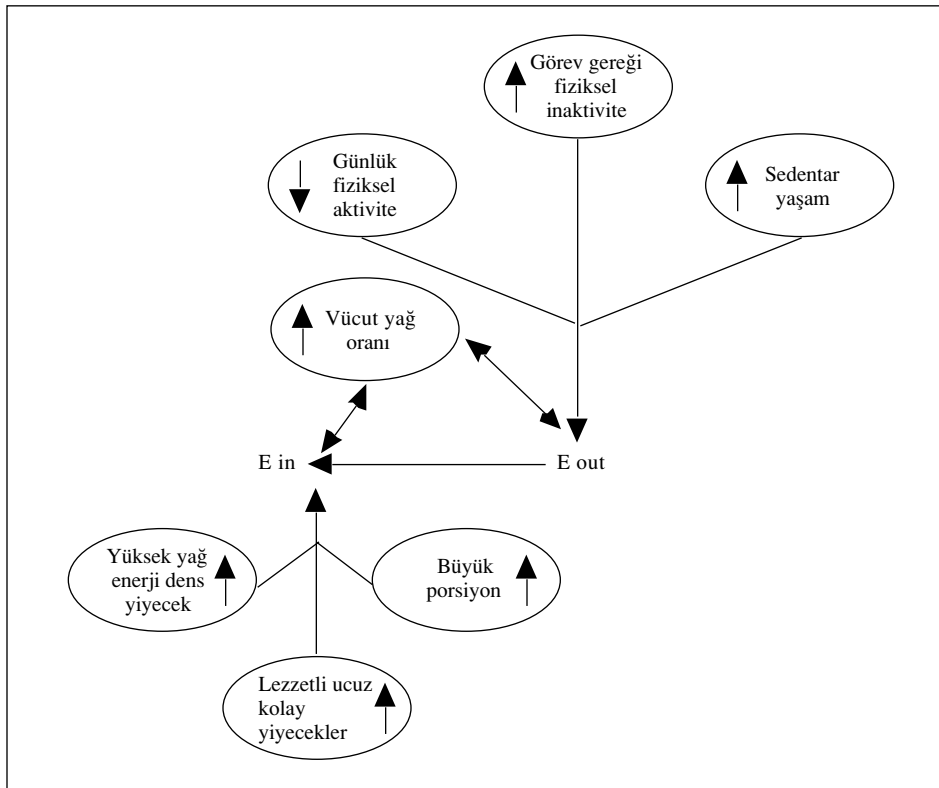 Görev gereği
fiziksel
inaktivite
Günlük
fiziksel
aktivite
Sedentar
yaşam
Vücut yağ
oranı
E in
E out
Yüksek yağ
enerji dens
yiyecek
Büyük
porsiyon
Lezzetli ucuz
kolay
yiyecekler